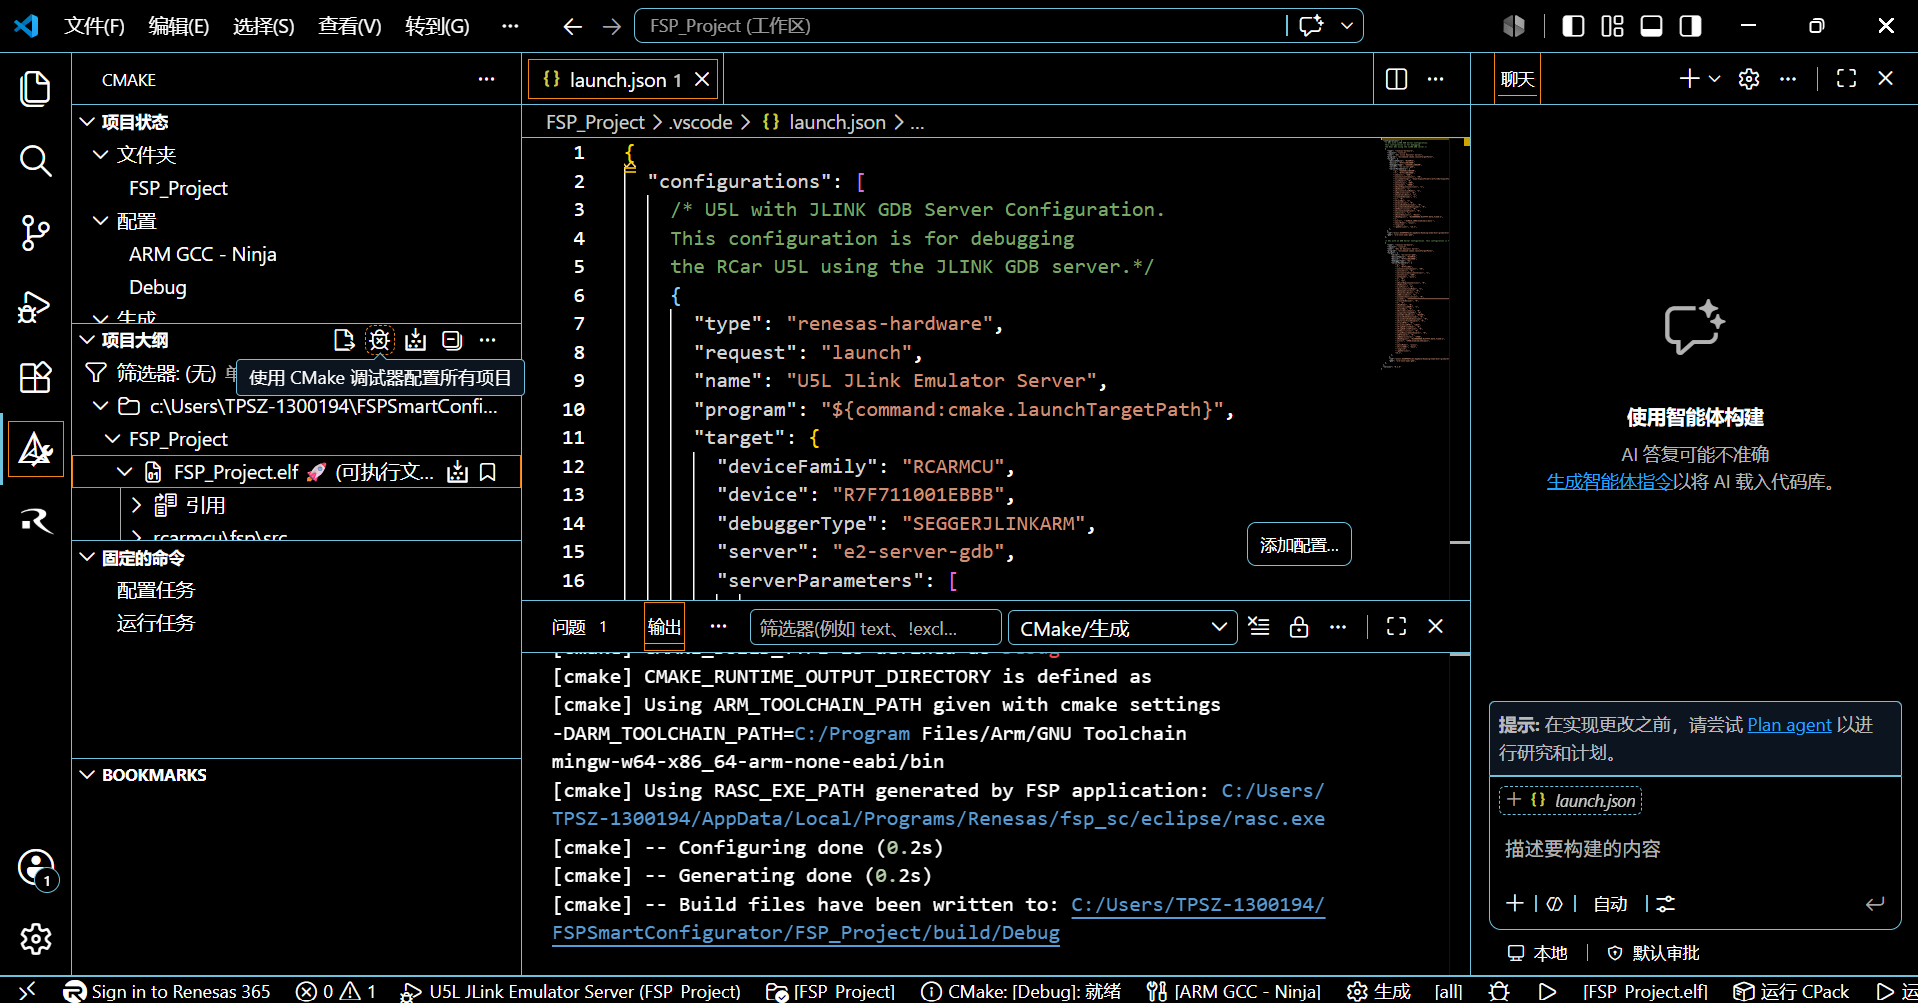 文件(F) 编辑(E) 选择(S) 查看(V) 转到(G) ··· FSP_Project (工作区)
CMAKE
项目状态
文件夹
FSP_Project
配置
ARM GCC - Ninja
Debug
生成
项目大纲
筛选器: (无)
使用 CMake 调试器配置所有项目
c:\Users\TPSZ-1300194\FSPSmartConfi...
FSP_Project
FSP_Project.elf 🚀 (可执行文...
引用
rcarmcu\fsp\src
固定的命令
配置任务
运行任务
BOOKMARKS
1
{} launch.json 1
FSP_Project > .vscode > {} launch.json > ...
1 {
2 "configurations": [
3 /* U5L with JLINK GDB Server Configuration.
4 This configuration is for debugging
5 the RCar U5L using the JLINK GDB server.*/
6 {
7 "type": "renesas-hardware",
8 "request": "launch",
9 "name": "U5L JLink Emulator Server",
10 "program": "${command:cmake.launchTargetPath}",
11 "target": {
12 "deviceFamily": "RCARMCU",
13 "device": "R7F711001EBBB",
14 "debuggerType": "SEGGERJLINKARM",
15 "server": "e2-server-gdb",
16 "serverParameters": [
添加配置...
问题 1 输出 ··· 筛选器(例如 text、!excl... CMake/生成
[cmake] CMAKE_RUNTIME_OUTPUT_DIRECTORY is defined as
[cmake] Using ARM_TOOLCHAIN_PATH given with cmake settings
-DARM_TOOLCHAIN_PATH=C:/Program Files/Arm/GNU Toolchain
mingw-w64-x86_64-arm-none-eabi/bin
[cmake] Using RASC_EXE_PATH generated by FSP application: C:/Users/
TPSZ-1300194/AppData/Local/Programs/Renesas/fsp_sc/eclipse/rasc.exe
[cmake] -- Configuring done (0.2s)
[cmake] -- Generating done (0.2s)
[cmake] -- Build files have been written to: C:/Users/TPSZ-1300194/
FSPSmartConfigurator/FSP_Project/build/Debug
聊天
使用智能体构建
AI 答复可能不准确
生成智能体指令以将 AI 载入代码库。
提示: 在实现更改之前，请尝试 Plan agent 以进
行研究和计划。
{} launch.json
描述要构建的内容
自动
本地 默认审批
Sign in to Renesas 365 0 1 U5L JLink Emulator Server (FSP_Project) [FSP_Project] CMake: [Debug]: 就绪 [ARM GCC - Ninja] 生成 [all] [FSP_Project.elf] 运行 CPack 运